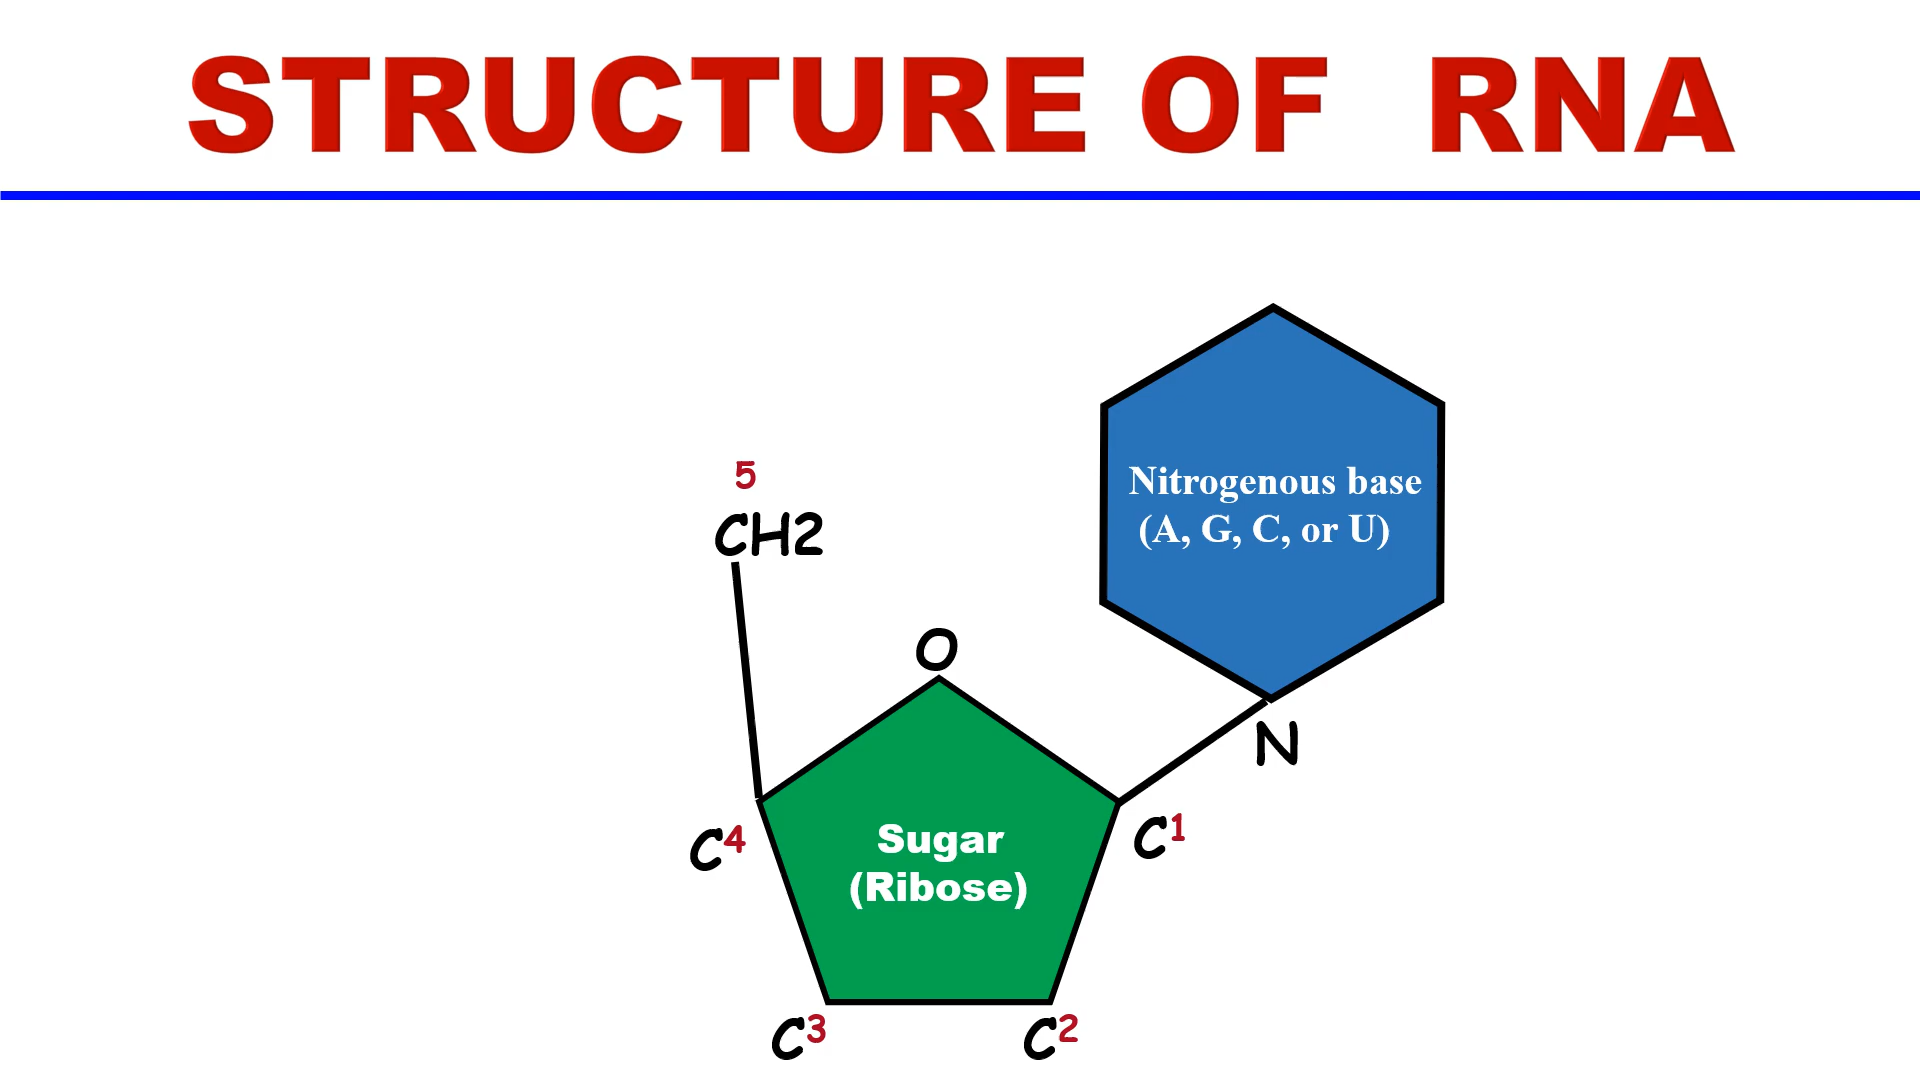 STRUCTURE OF RNA
Nitrogenous base
(A, G, C, or U)
5
CH2
O
N
C1
C4
Sugar
(Ribose)
C3
C2